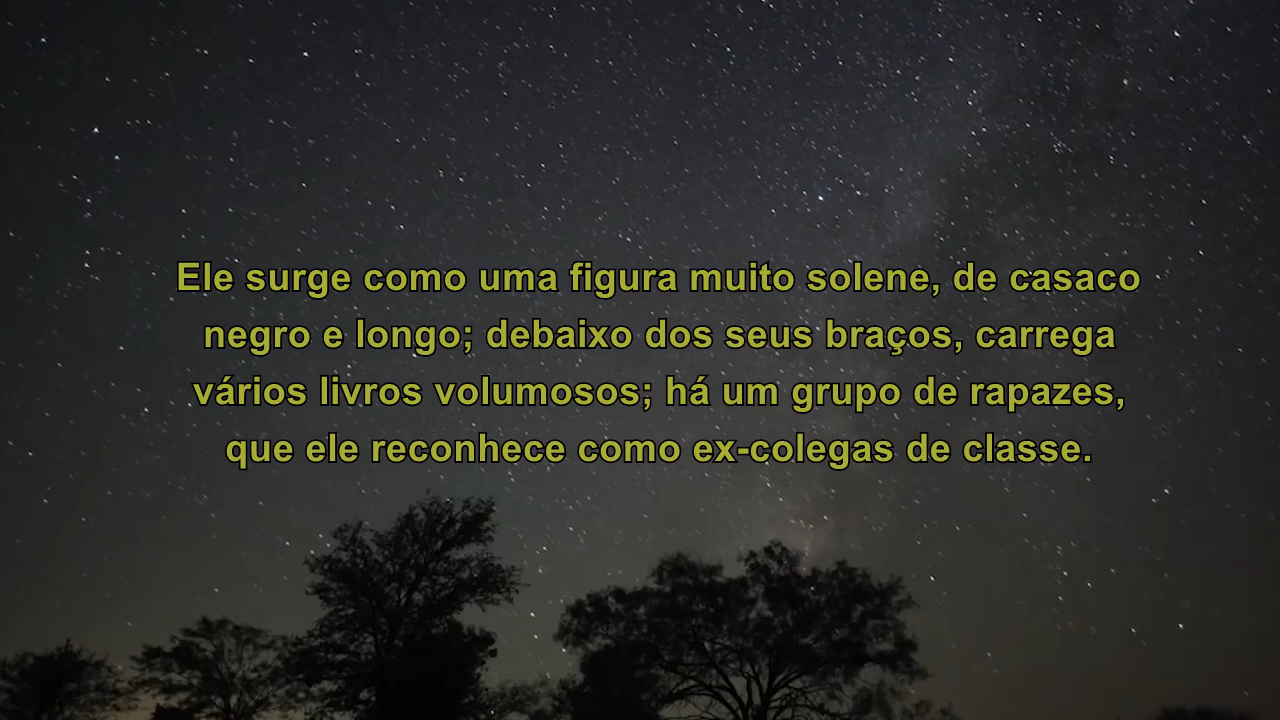 Ele surge como uma figura muito solene, de casaco
negro e longo; debaixo dos seus braços, carrega
vários livros volumosos; há um grupo de rapazes,
que ele reconhece como ex-colegas de classe.